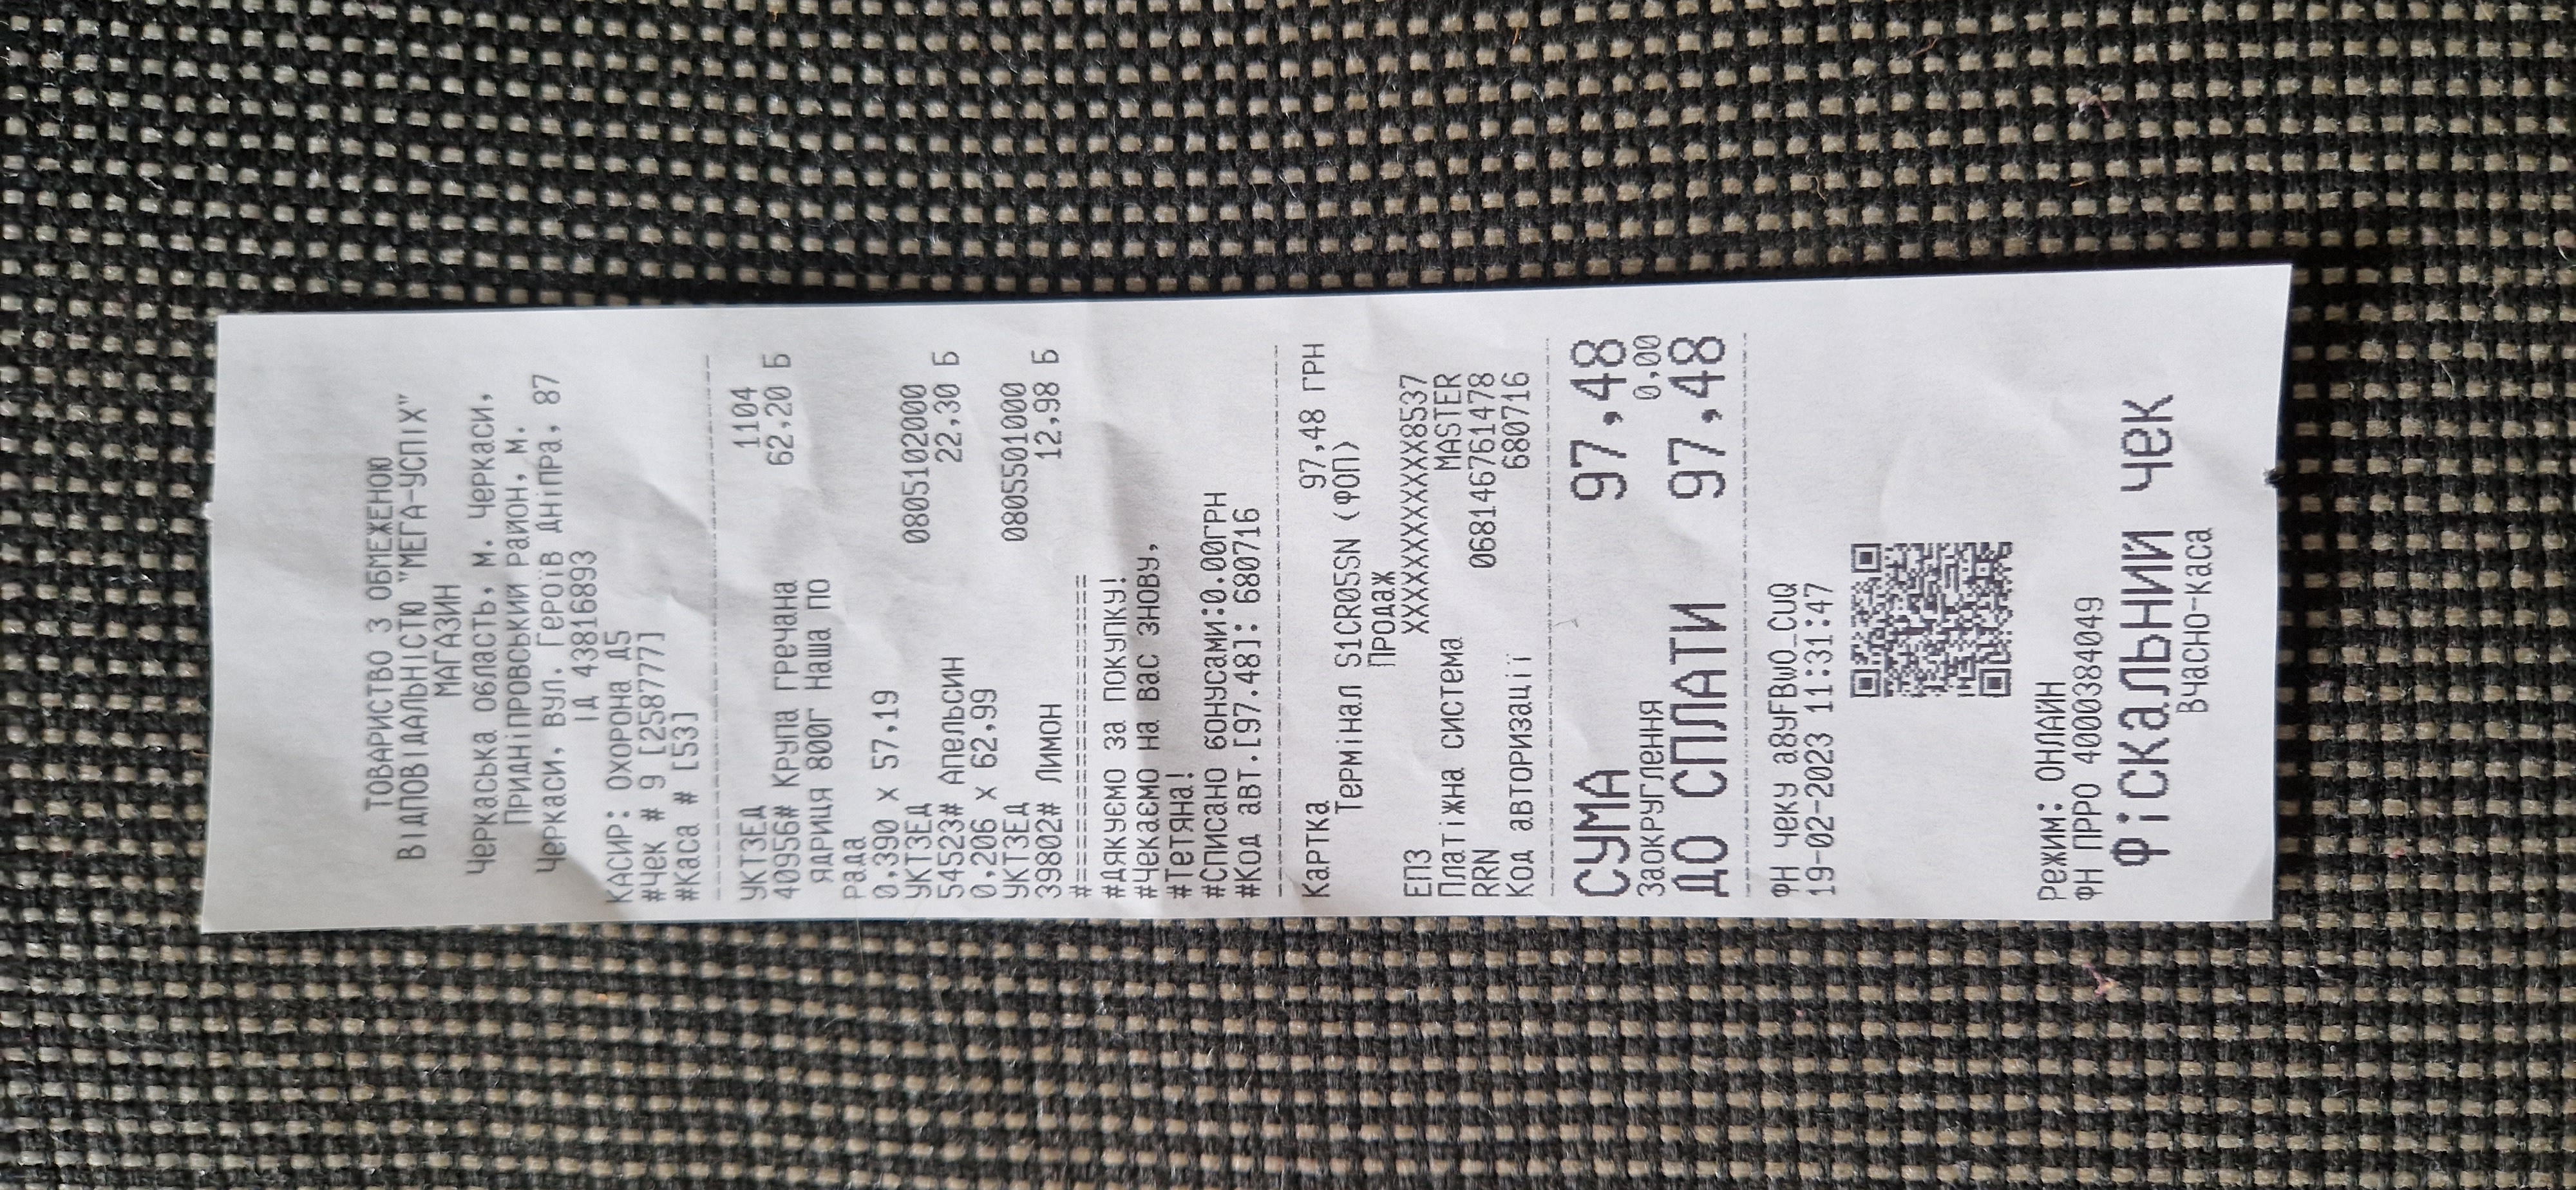 ТОВАРИСТВО З ОБМЕЖЕНОЮ
ВІДПОВІДАЛЬНІСТЮ "МЕГА-УСПІХ"
МАГАЗИН
Черкаська область, м. Черкаси,
Придніпровський район, м.
Черкаси, вул. Героїв Дніпра, 87
ІД 43816893
КАСИР: ОХОРОНА Д5
#Чек # 9 [258777]
#Каса # [53]
УКТЗЕД 1104
40956# Крупа гречана 62,20 Б
ядриця 800г Наша по
рада
0,390 x 57,19
УКТЗЕД 0805102000
54523# Апельсин 22,30 Б
0,206 x 62,99
УКТЗЕД 0805501000
39802# Лимон 12,98 Б
#==============================
#Дякуємо за покупку!
#Чекаємо на Вас знову,
#Тетяна!
#Списано бонусами:0.00ГРН
#Код авт.[97.48]: 680716
Картка 97,48 ГРН
Термінал S1CR05SN (ФОП)
Продаж
ЕПЗ XXXXXXXXXXXXXXX8537
Платіжна система MASTER
RRN 068146761478
Код авторизації 680716
СУМА 97,48
Заокруглення 0,00
ДО СПЛАТИ 97,48
ФН чеку a8yFBwO_CUQ
19-02-2023 11:31:47
Режим: ОНЛАЙН
ФН ПРРО 4000384049
Фіскальний чек
Вчасно-каса